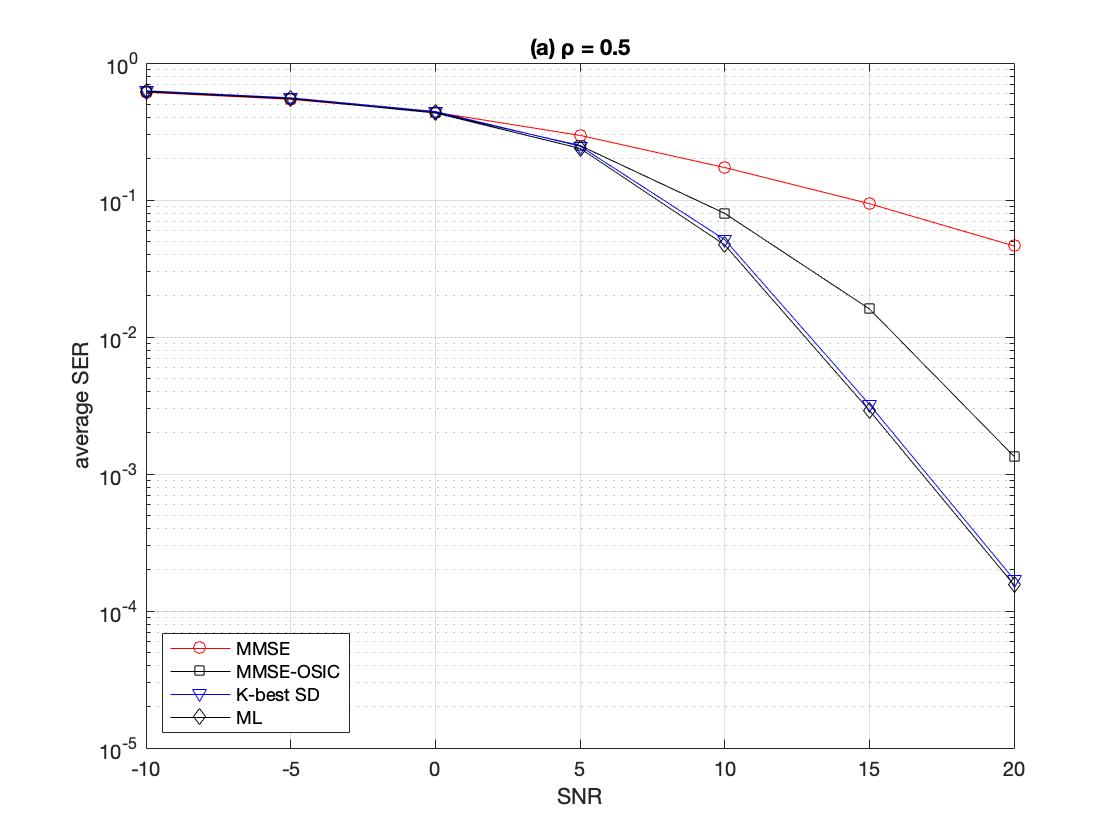 (a) ρ = 0.5
10^0
10^-1
10^-2
10^-3
10^-4
10^-5
average SER
MMSE
MMSE-OSIC
K-best SD
ML
-10 -5 0 5 10 15 20
SNR